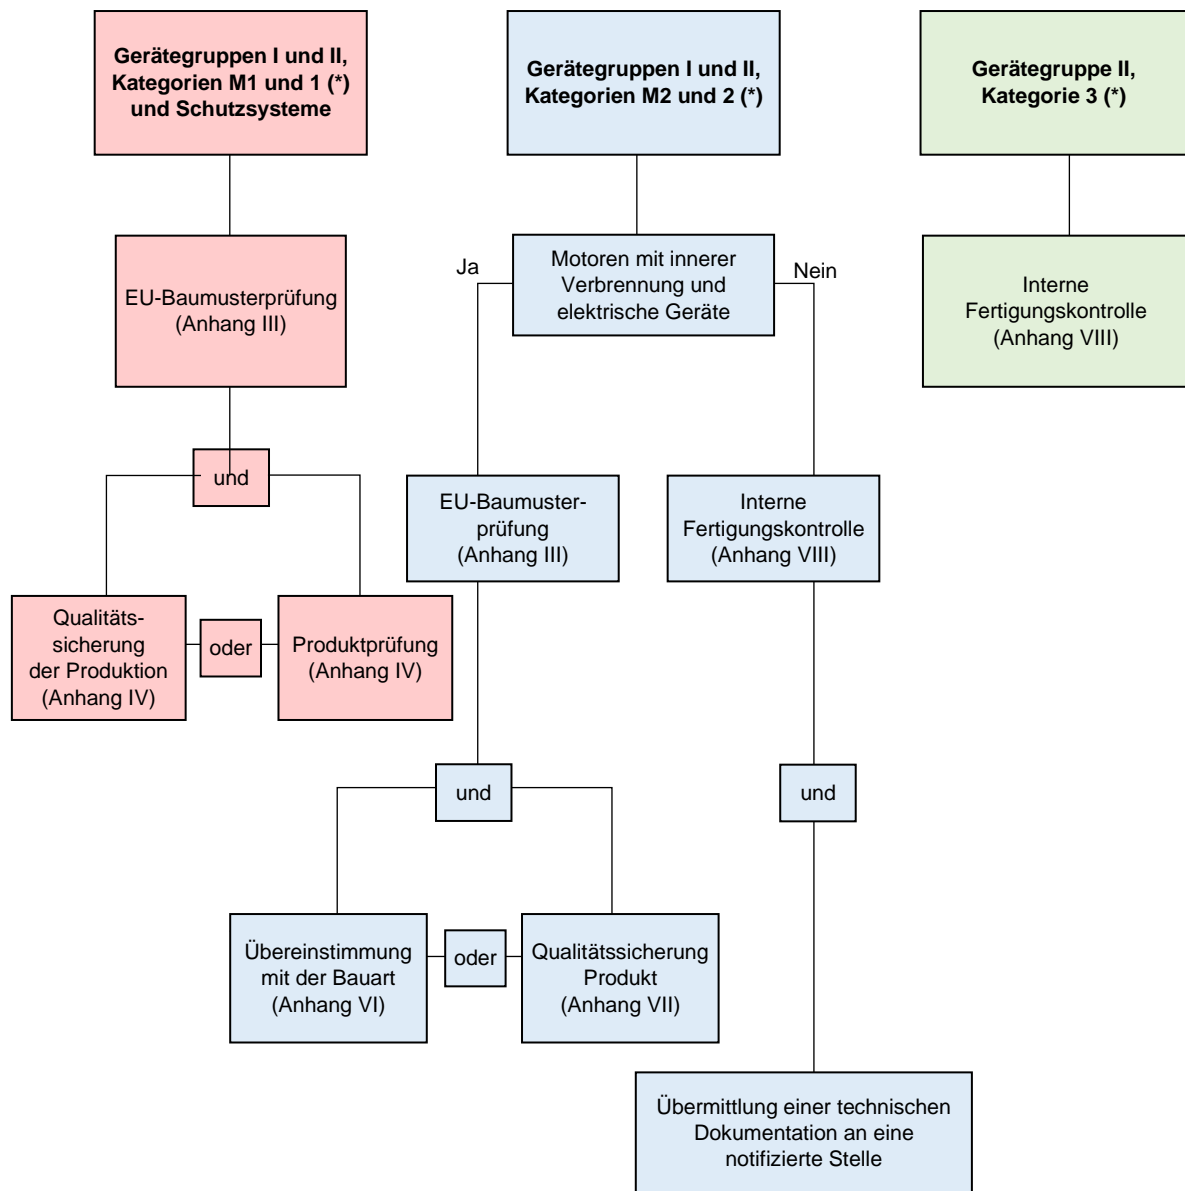 Gerätegruppen I und II,
Kategorien M1 und 1 (*)
und Schutzsysteme
Gerätegruppen I und II,
Kategorien M2 und 2 (*)
Gerätegruppe II,
Kategorie 3 (*)
EU-Baumusterprüfung
(Anhang III)
Ja
Motoren mit innerer
Verbrennung und
elektrische Geräte
Nein
Interne
Fertigungskontrolle
(Anhang VIII)
und
EU-Baumuster-
prüfung
(Anhang III)
Interne
Fertigungskontrolle
(Anhang VIII)
Qualitäts-
sicherung
der Produktion
(Anhang IV)
oder
Produktprüfung
(Anhang IV)
und
und
Übereinstimmung
mit der Bauart
(Anhang VI)
oder
Qualitätssicherung
Produkt
(Anhang VII)
Übermittlung einer technischen
Dokumentation an eine
notifizierte Stelle